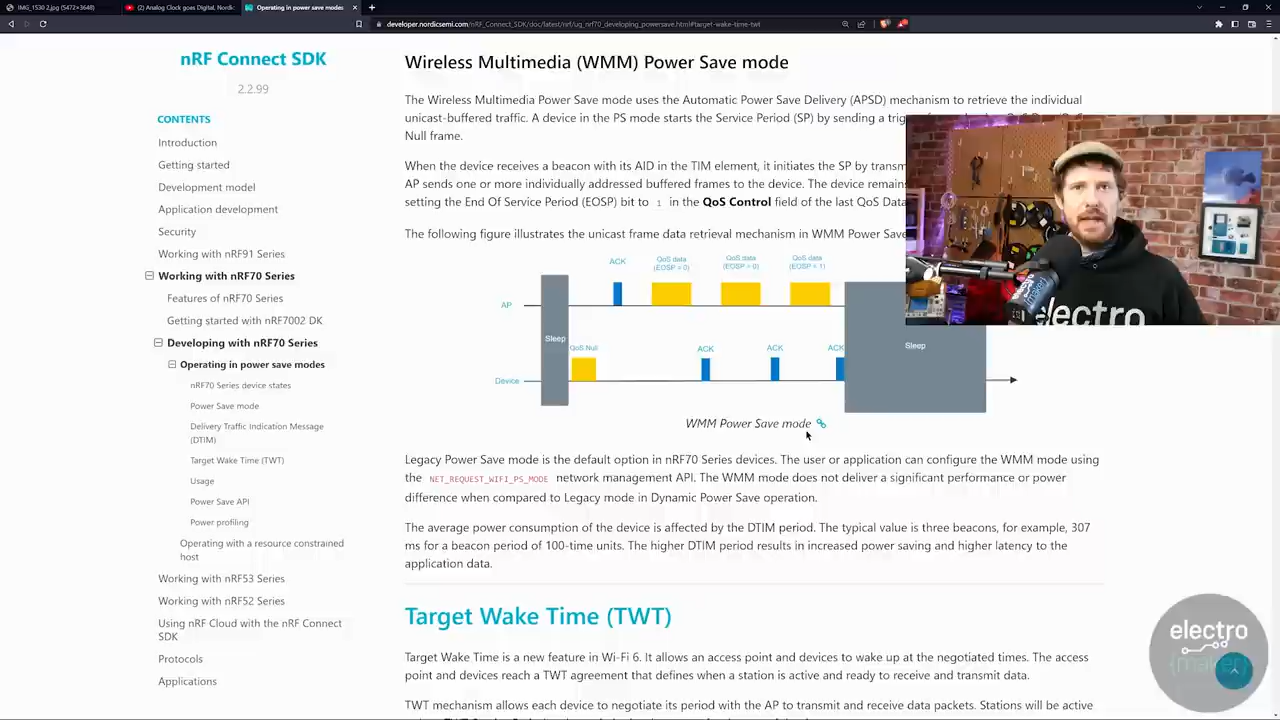 IMG_1530 2.jpg (5472×3648)
(2) Analog Clock goes Digital, Nordic
Operating in power save modes
developer.nordicsemi.com/nRF_Connect_SDK/doc/latest/nrf/ug_nrf70_developing_powersave.html#target-wake-time-twt
nRF Connect SDK
2.2.99
CONTENTS
Introduction
Getting started
Development model
Application development
Security
Working with nRF91 Series
Working with nRF70 Series
Features of nRF70 Series
Getting started with nRF7002 DK
Developing with nRF70 Series
Operating in power save modes
nRF70 Series device states
Power Save mode
Delivery Traffic Indication Message
(DTIM)
Target Wake Time (TWT)
Usage
Power Save API
Power profiling
Operating with a resource constrained
host
Working with nRF53 Series
Working with nRF52 Series
Using nRF Cloud with the nRF Connect
SDK
Protocols
Applications
Wireless Multimedia (WMM) Power Save mode
The Wireless Multimedia Power Save mode uses the Automatic Power Save Delivery (APSD) mechanism to retrieve the individual
unicast-buffered traffic. A device in the PS mode starts the Service Period (SP) by sending a
Null frame.
When the device receives a beacon with its AID in the TIM element, it initiates the SP by
AP sends one or more individually addressed buffered frames to the device. The device
setting the End Of Service Period (EOSP) bit to 1 in the QoS Control field of the last QoS Data
The following figure illustrates the unicast frame data retrieval mechanism in WMM Power Save
ACK
QoS data
(EOSP = 0)
QoS data
(EOSP = 0)
QoS data
(EOSP = 1)
AP
Sleep
QoS Null
ACK
ACK
ACK
Sleep
Device
WMM Power Save mode
Legacy Power Save mode is the default option in nRF70 Series devices. The user or application can configure the WMM mode using
the NET_REQUEST_WIFI_PS_MODE network management API. The WMM mode does not deliver a significant performance or power
difference when compared to Legacy mode in Dynamic Power Save operation.
The average power consumption of the device is affected by the DTIM period. The typical value is three beacons, for example, 307
ms for a beacon period of 100-time units. The higher DTIM period results in increased power saving and higher latency to the
application data.
Target Wake Time (TWT)
Target Wake Time is a new feature in Wi-Fi 6. It allows an access point and devices to wake up at the negotiated times. The access
point and devices reach a TWT agreement that defines when a station is active and ready to receive and transmit data.
TWT mechanism allows each device to negotiate its period with the AP to transmit and receive data packets. Stations will be active
electro
electro
{maker}